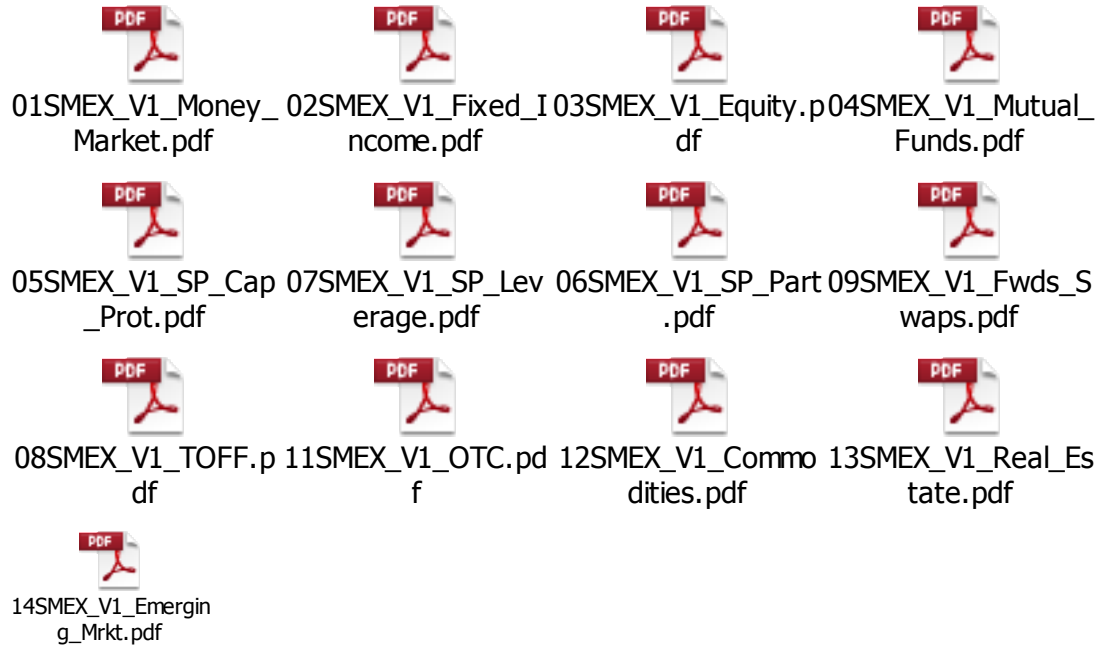 PDF PDF PDF PDF
01SMEX_V1_Money_ 02SMEX_V1_Fixed_I 03SMEX_V1_Equity.p 04SMEX_V1_Mutual_
Market.pdf ncome.pdf df Funds.pdf
PDF PDF PDF PDF
05SMEX_V1_SP_Cap 07SMEX_V1_SP_Lev 06SMEX_V1_SP_Part 09SMEX_V1_Fwds_S
_Prot.pdf erage.pdf .pdf waps.pdf
PDF PDF PDF PDF
08SMEX_V1_TOFF.p 11SMEX_V1_OTC.pd 12SMEX_V1_Commo 13SMEX_V1_Real_Es
df f dities.pdf tate.pdf
PDF
14SMEX_V1_Emergin
g_Mrkt.pdf